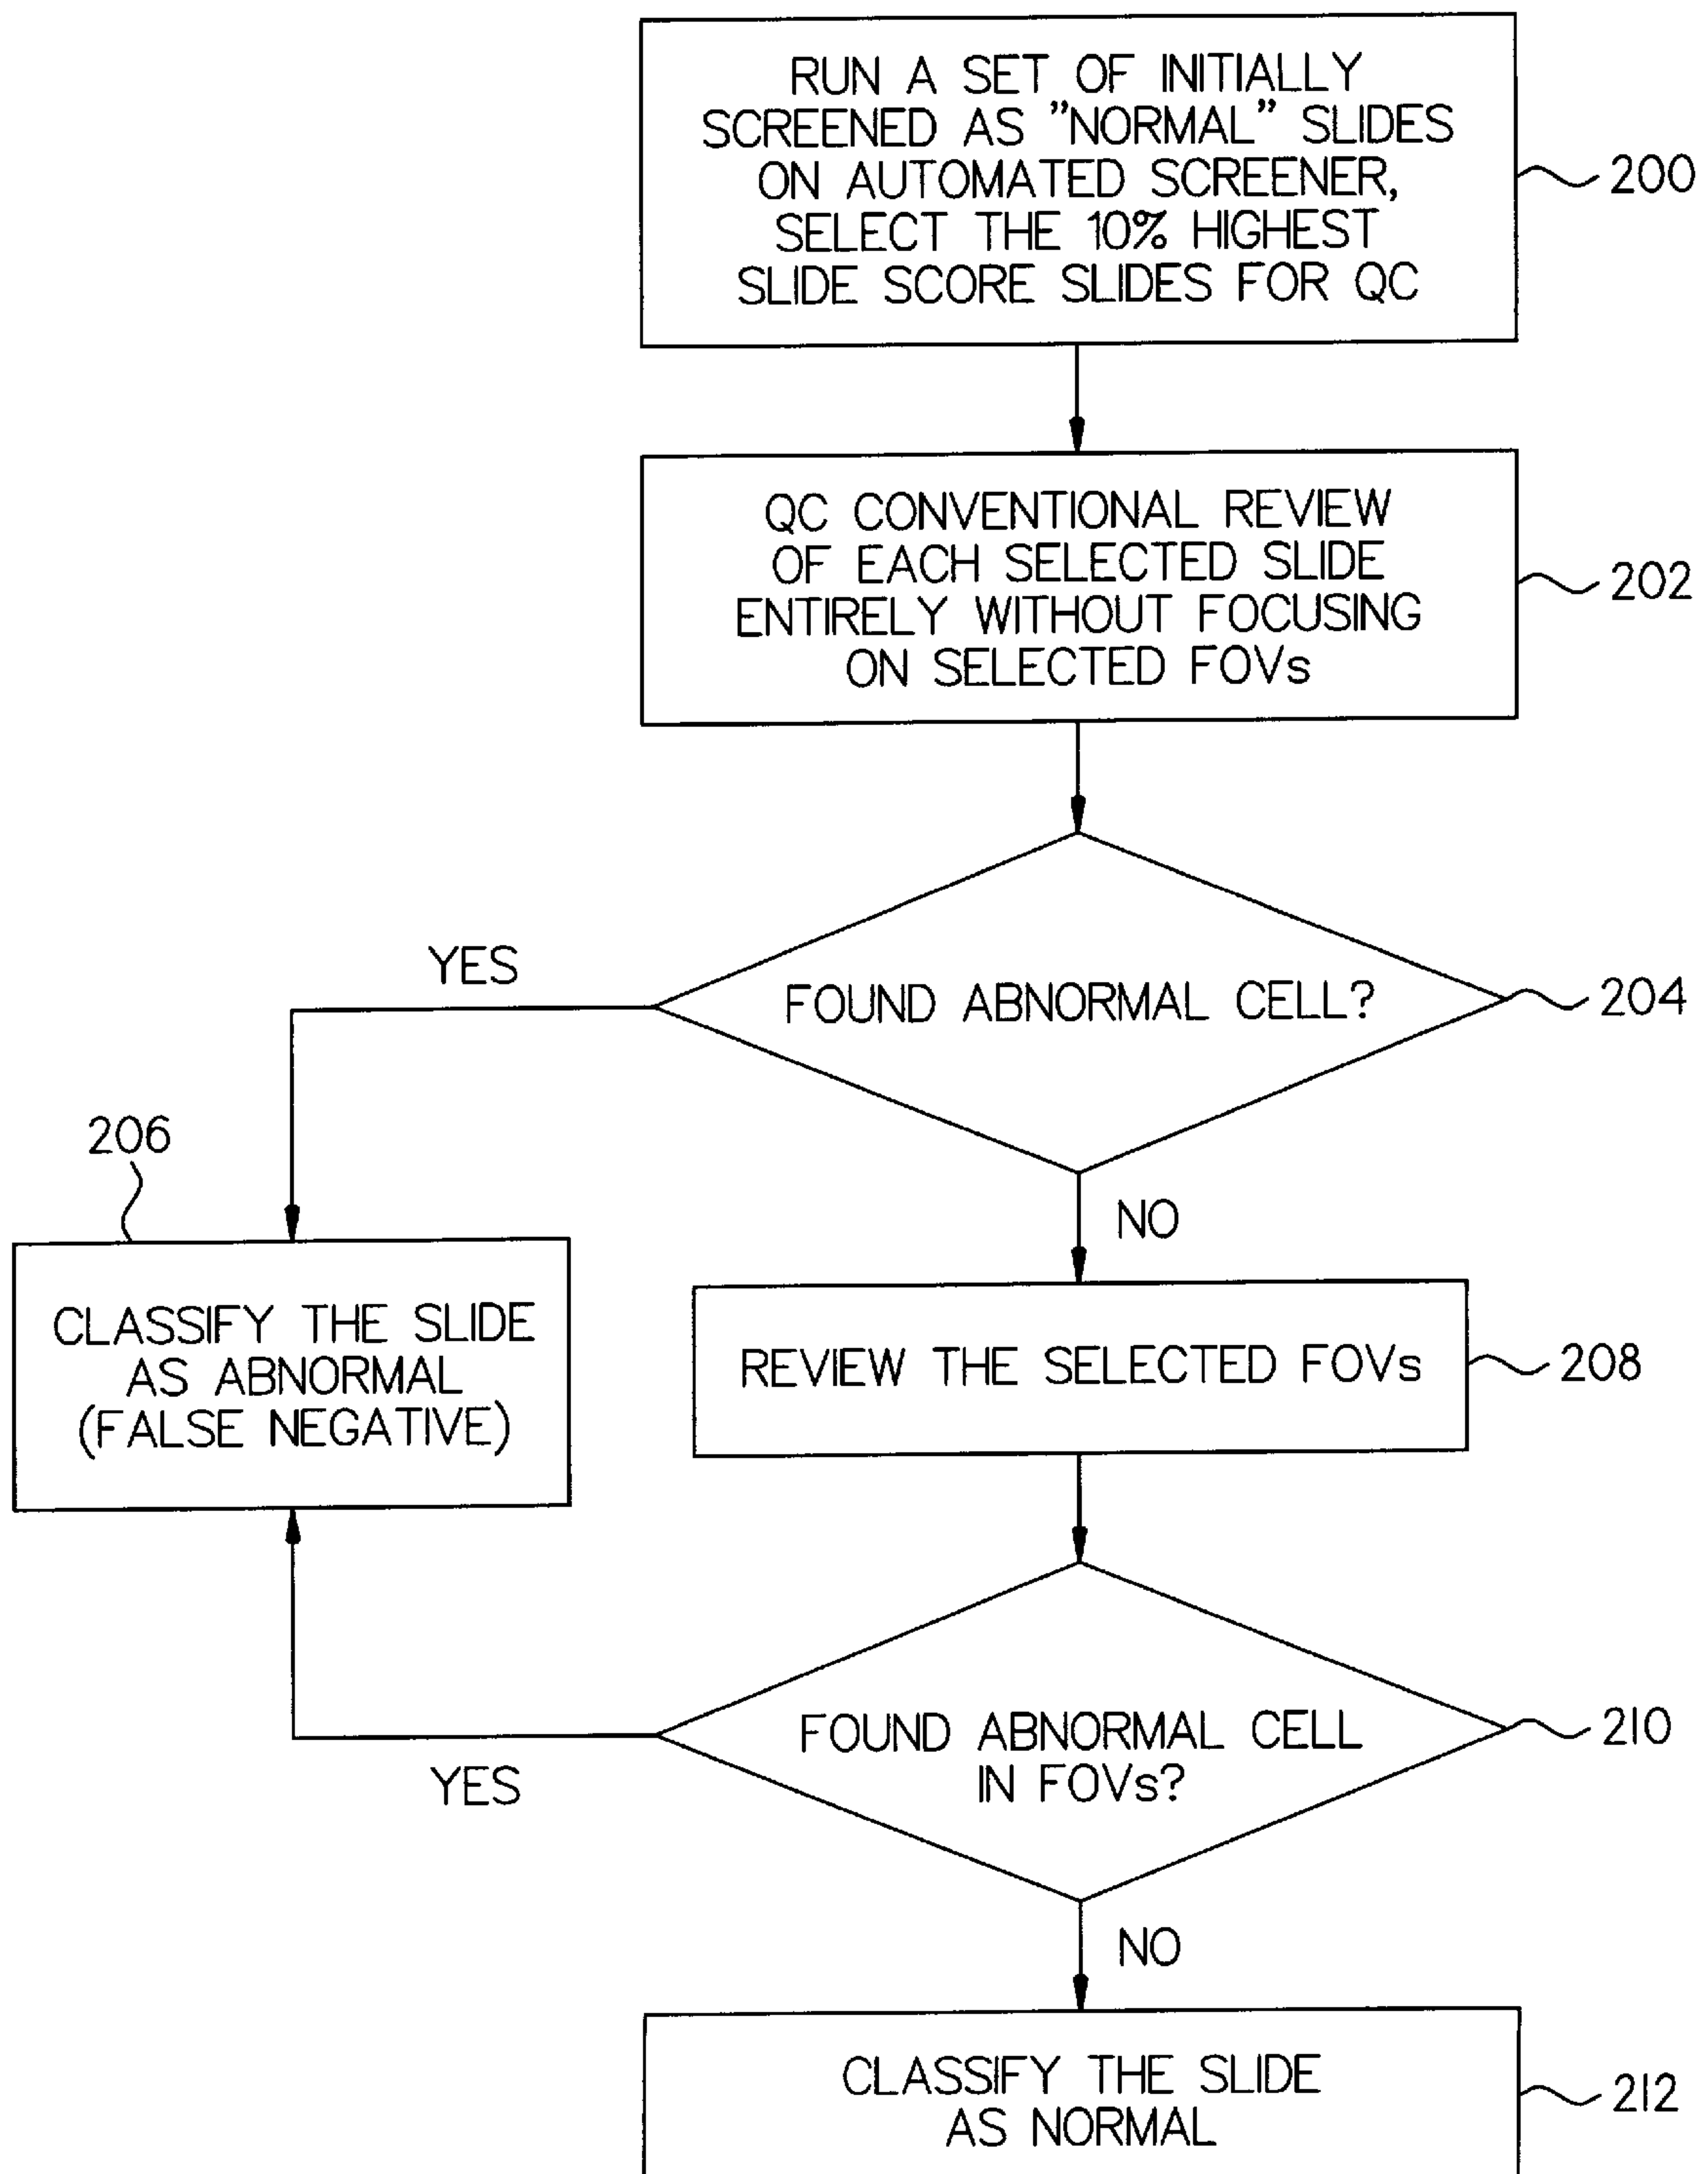 RUN A SET OF INITIALLY
SCREENED AS "NORMAL" SLIDES
ON AUTOMATED SCREENER,
SELECT THE 10% HIGHEST
SLIDE SCORE SLIDES FOR QC
200
QC CONVENTIONAL REVIEW
OF EACH SELECTED SLIDE
ENTIRELY WITHOUT FOCUSING
ON SELECTED FOVs
202
YES
FOUND ABNORMAL CELL?
204
206
NO
CLASSIFY THE SLIDE
AS ABNORMAL
(FALSE NEGATIVE)
REVIEW THE SELECTED FOVs
208
FOUND ABNORMAL CELL
IN FOVs?
210
YES
NO
CLASSIFY THE SLIDE
AS NORMAL
212